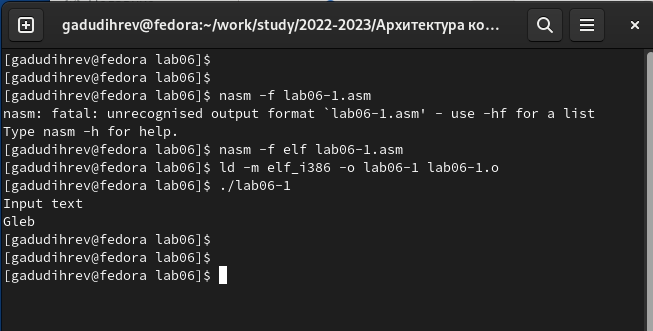 gadudihrev@fedora:~/work/study/2022-2023/Архитектура ко...
[gadudihrev@fedora lab06]$
[gadudihrev@fedora lab06]$
[gadudihrev@fedora lab06]$ nasm -f lab06-1.asm
nasm: fatal: unrecognised output format `lab06-1.asm' - use -hf for a list
Type nasm -h for help.
[gadudihrev@fedora lab06]$ nasm -f elf lab06-1.asm
[gadudihrev@fedora lab06]$ ld -m elf_i386 -o lab06-1 lab06-1.o
[gadudihrev@fedora lab06]$ ./lab06-1
Input text
Gleb
[gadudihrev@fedora lab06]$
[gadudihrev@fedora lab06]$
[gadudihrev@fedora lab06]$